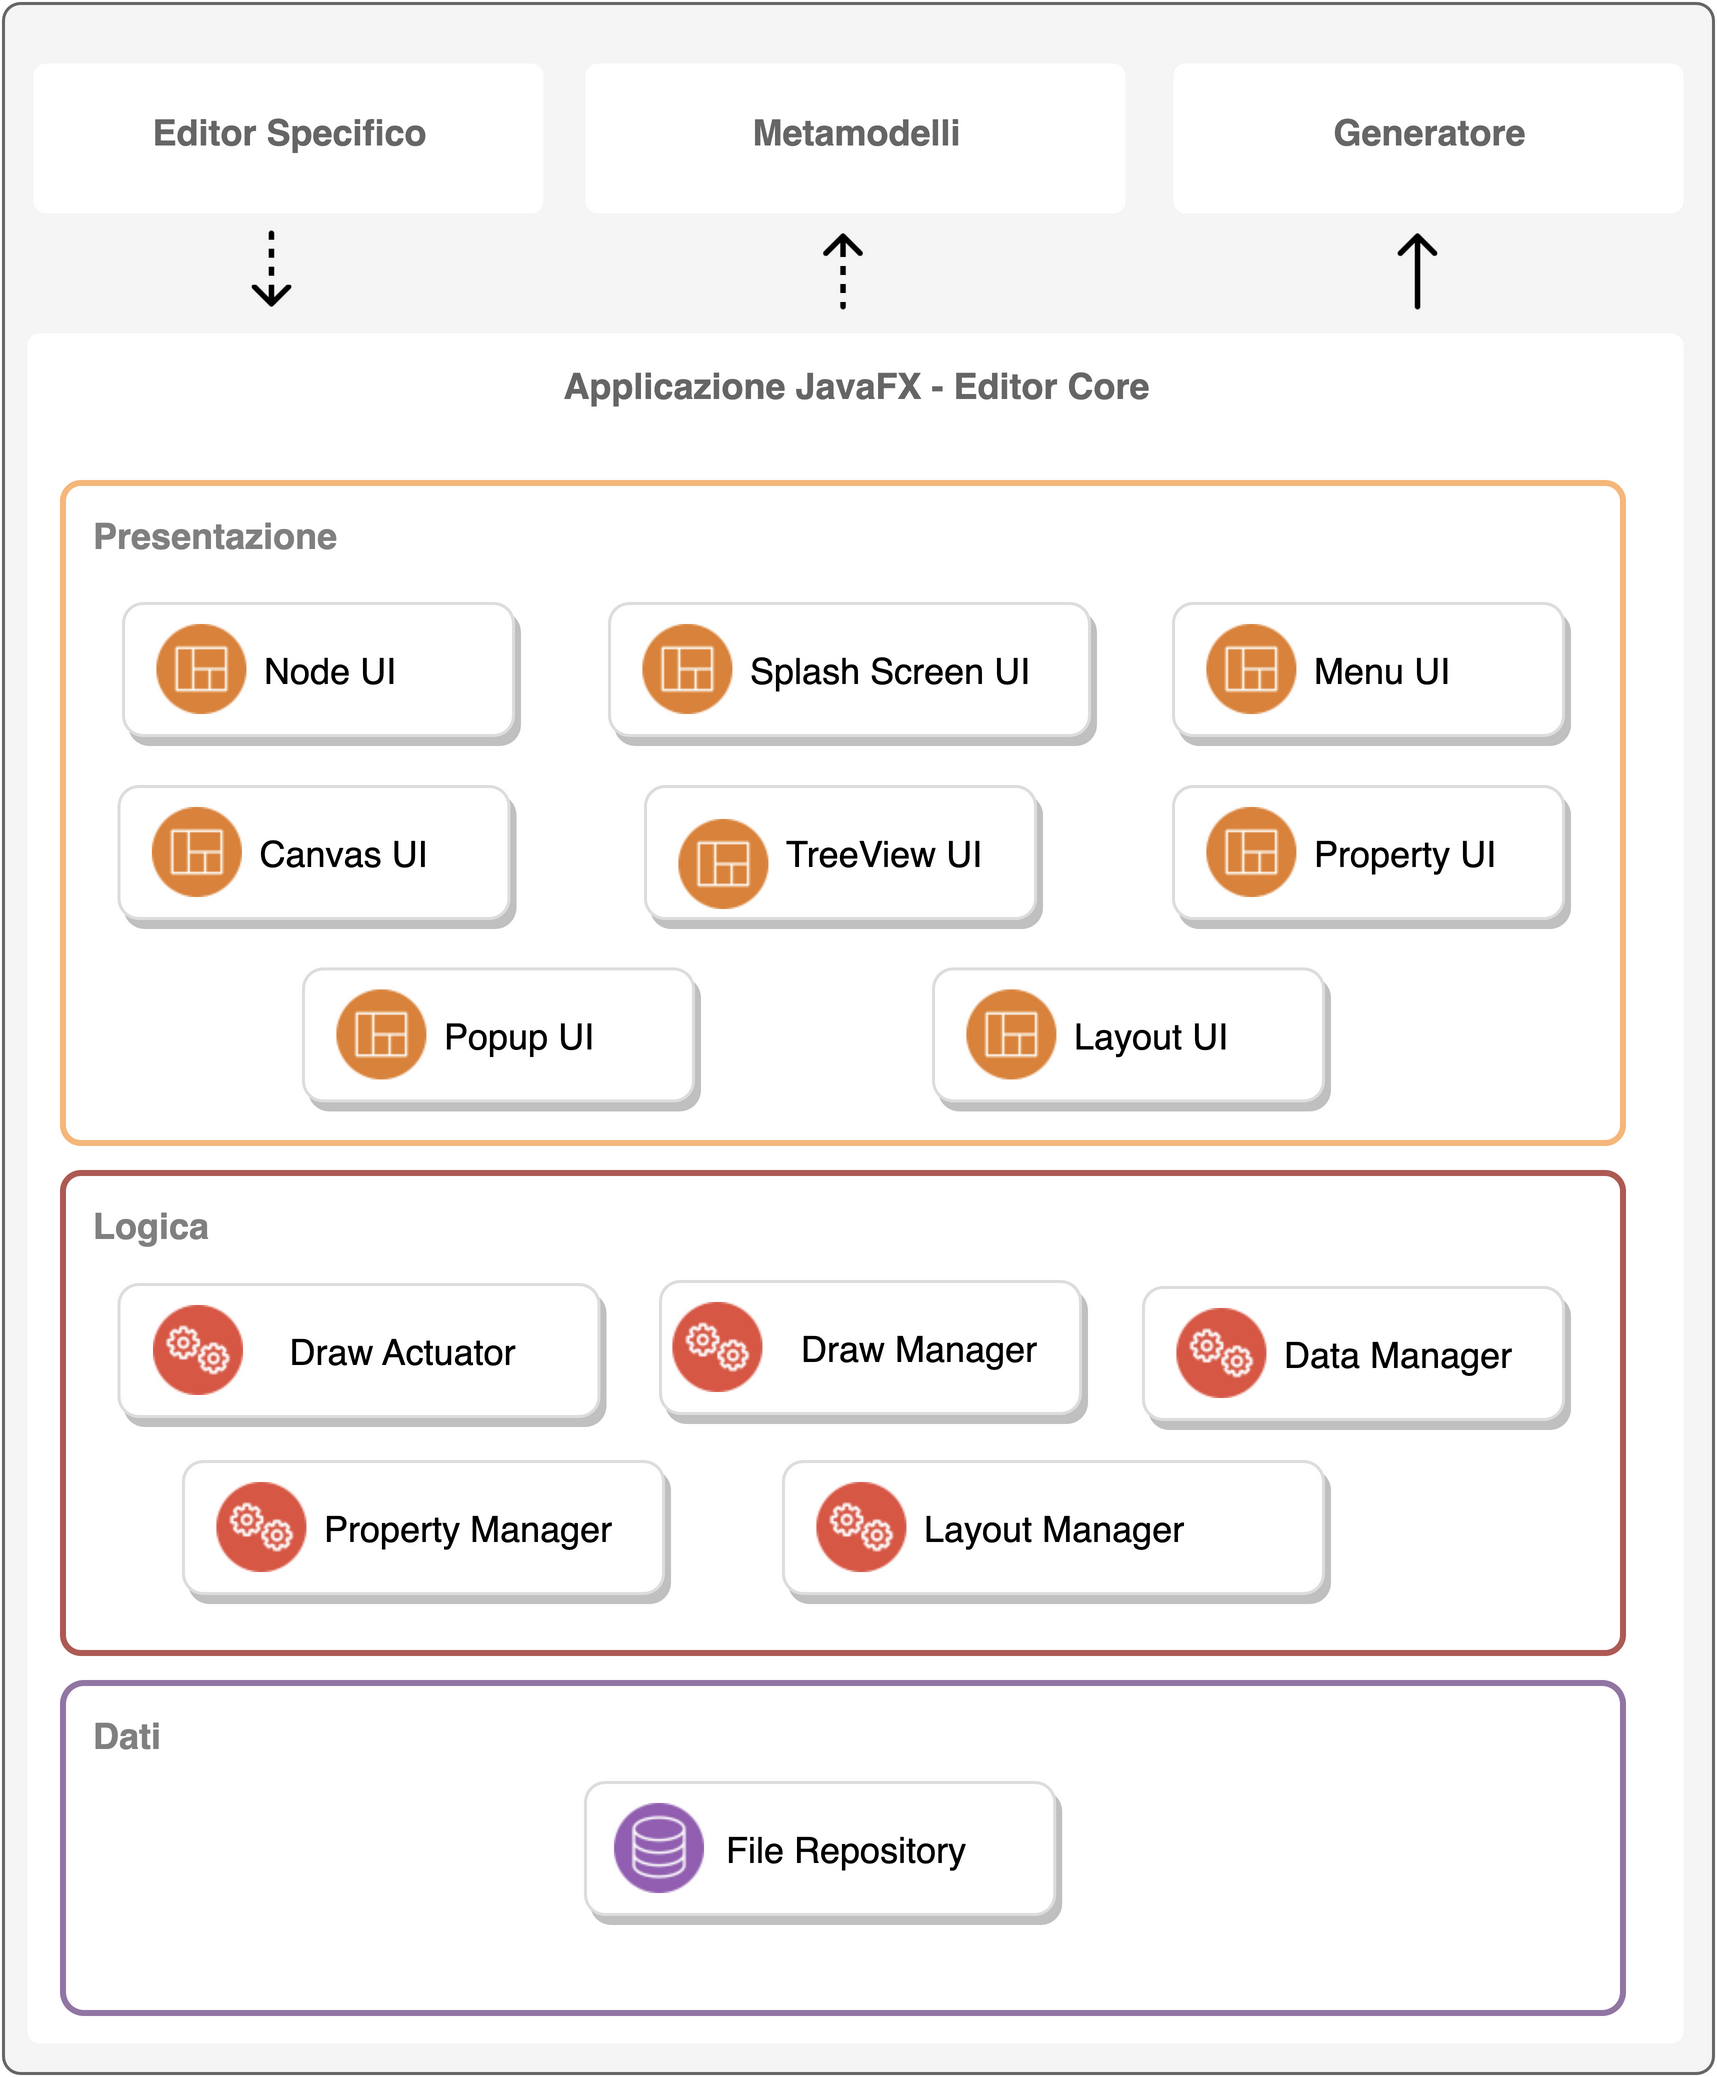 Editor Specifico
Metamodelli
Generatore
Applicazione JavaFX - Editor Core
Presentazione
Node UI
Splash Screen UI
Menu UI
Canvas UI
TreeView UI
Property UI
Popup UI
Layout UI
Logica
Draw Actuator
Draw Manager
Data Manager
Property Manager
Layout Manager
Dati
File Repository